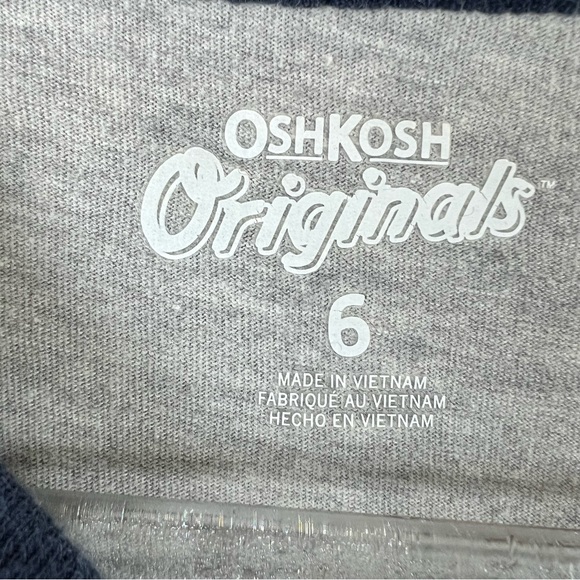 OSHKOSH
Originals™
6
MADE IN VIETNAM
FABRIQUÉ AU VIETNAM
HECHO EN VIETNAM